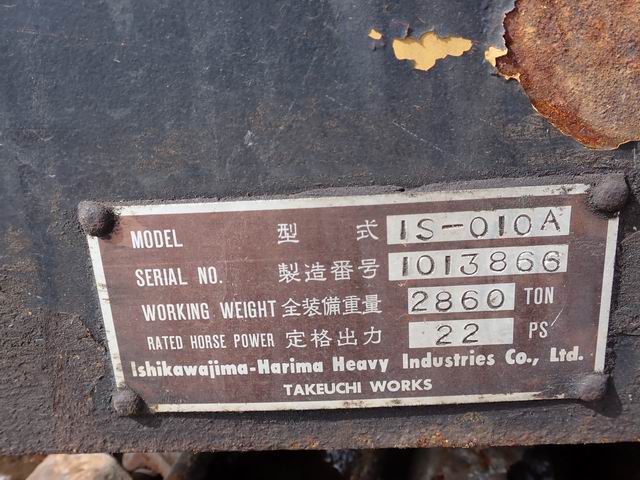 MODEL 型式 IS-010A
SERIAL NO. 製造番号 1013866
WORKING WEIGHT 全装備重量 2860 TON
RATED HORSE POWER 定格出力 22 PS
Ishikawajima-Harima Heavy Industries Co., Ltd.
TAKEUCHI WORKS